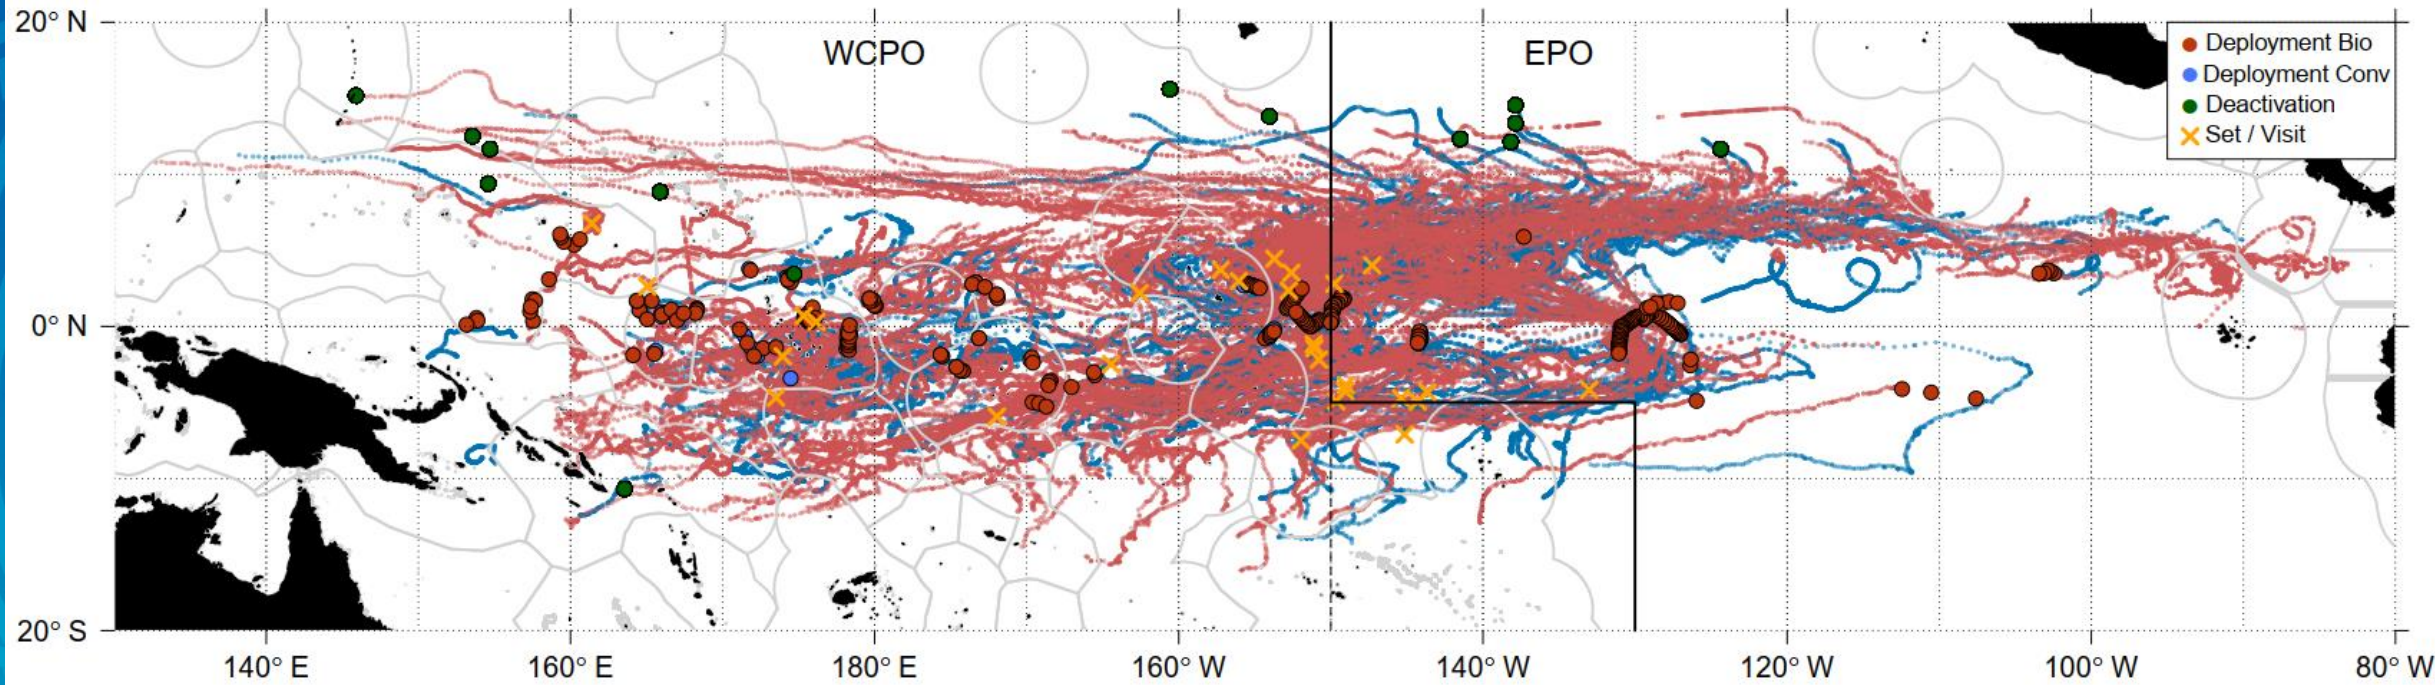 20° N
WCPO
EPO
Deployment Bio
Deployment Conv
Deactivation
Set / Visit
0° N
20° S
140° E
160° E
180° E
160° W
140° W
120° W
100° W
80° W